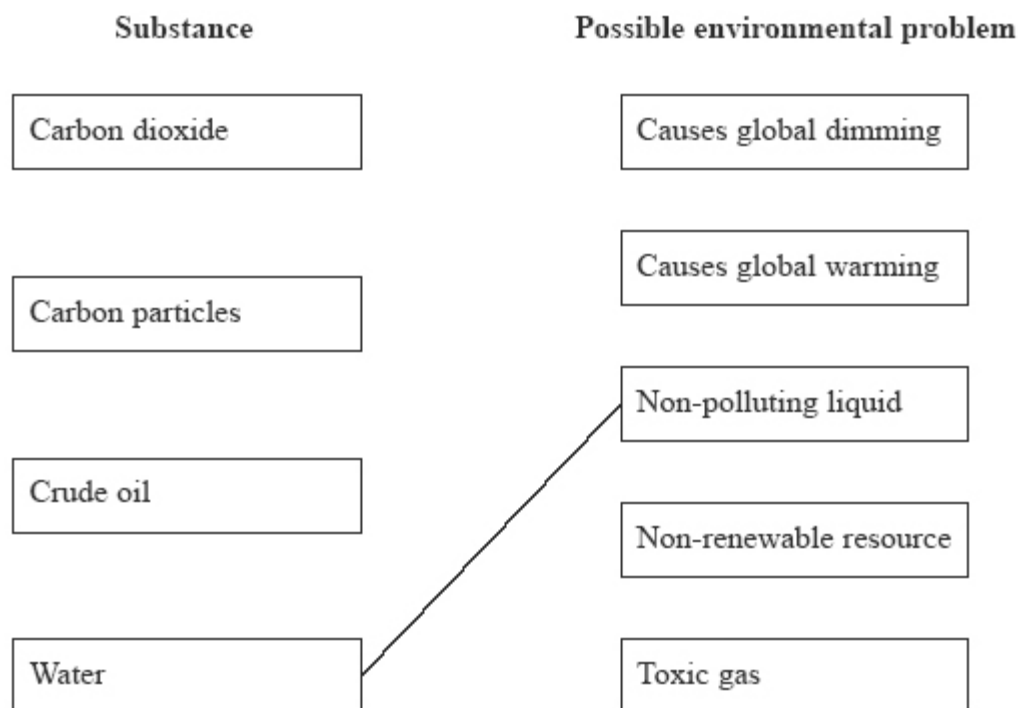 Substance
Possible environmental problem
Carbon dioxide
Causes global dimming
Causes global warming
Carbon particles
Non-polluting liquid
Crude oil
Non-renewable resource
Water
Toxic gas